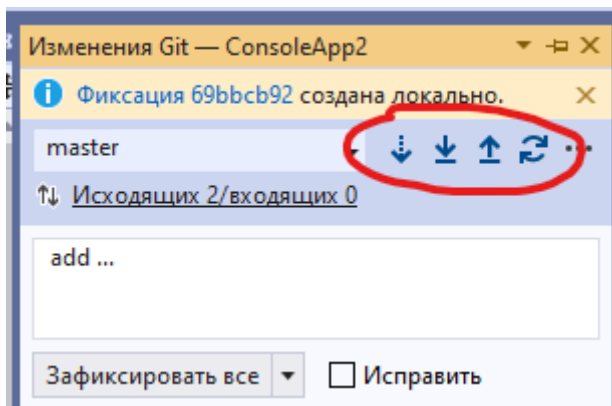 Изменения Git — ConsoleApp2
Фиксация 69bbcb92 создана локально.
master
Исходящих 2/входящих 0
add ...
Зафиксировать все
Исправить